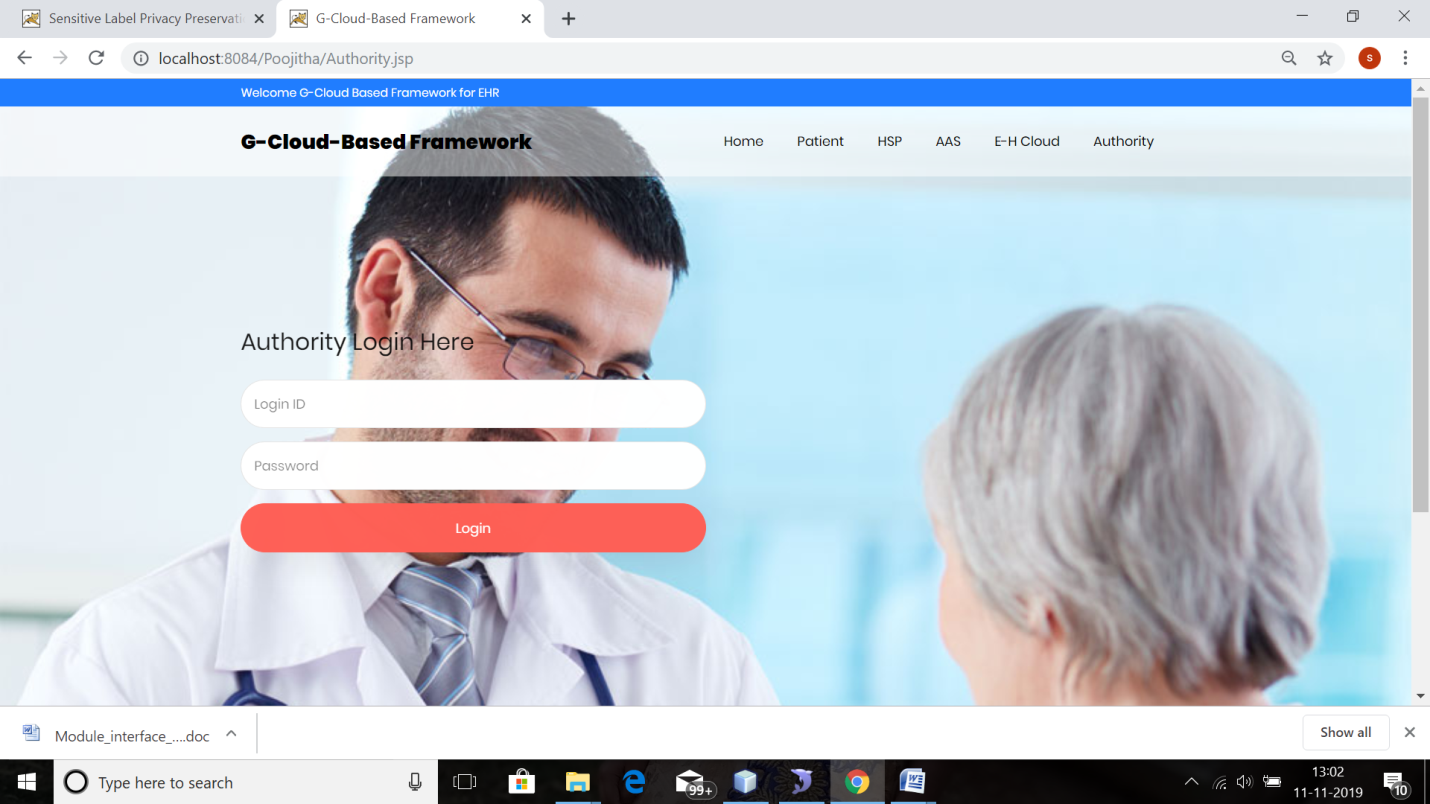 Sensitive Label Privacy Preservati
G-Cloud-Based Framework
localhost:8084/Poojitha/Authority.jsp
s
Welcome G-Cloud Based Framework for EHR
G-Cloud-Based Framework
Home Patient HSP AAS E-H Cloud Authority
Authority Login Here
Login ID
Password
Login
Module_interface_....doc
Show all
Type here to search
99+
13:02
11-11-2019
10